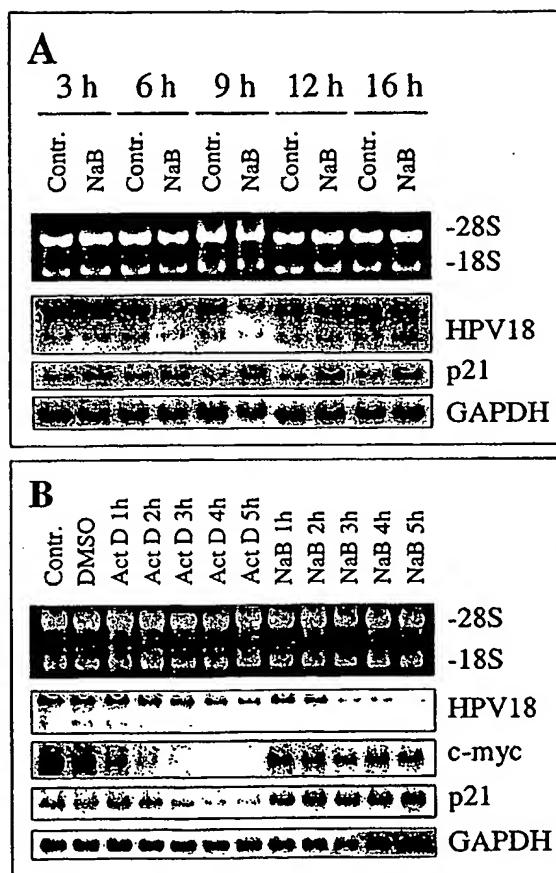 A
3 h 6 h 9 h 12 h 16 h
Contr. NaB Contr. NaB Contr. NaB Contr. NaB Contr. NaB
-28S
-18S
HPV18
p21
GAPDH
B
Contr. DMSO Act D 1h Act D 2h Act D 3h Act D 4h Act D 5h NaB 1h NaB 2h NaB 3h NaB 4h NaB 5h
-28S
-18S
HPV18
c-myc
p21
GAPDH